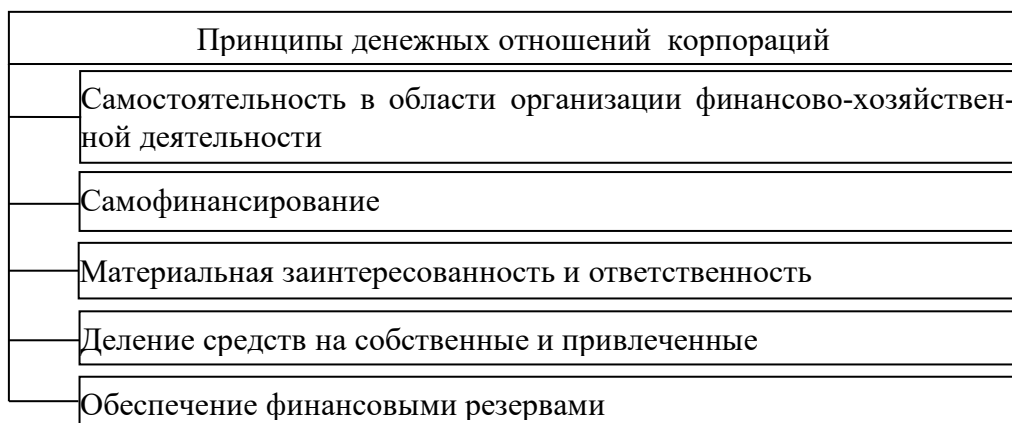 Принципы денежных отношений корпораций
Самостоятельность в области организации финансово-хозяйствен-
ной деятельности
Самофинансирование
Материальная заинтересованность и ответственность
Деление средств на собственные и привлеченные
Обеспечение финансовыми резервами